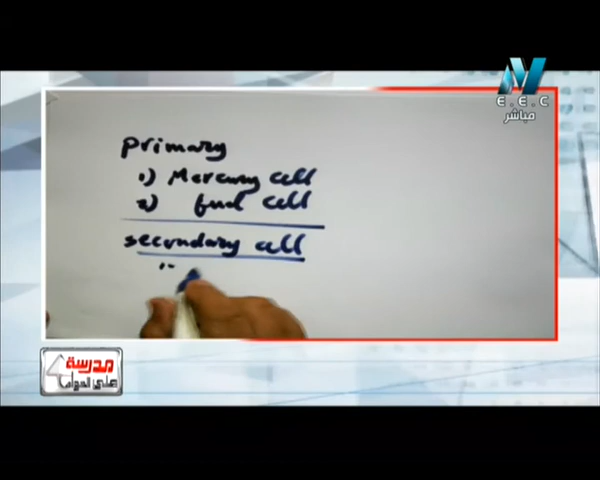 E.E.C
مباشر
primary
1) Mercury cell
2) fuel cell
secondary cell
مدرسة
على الهواء